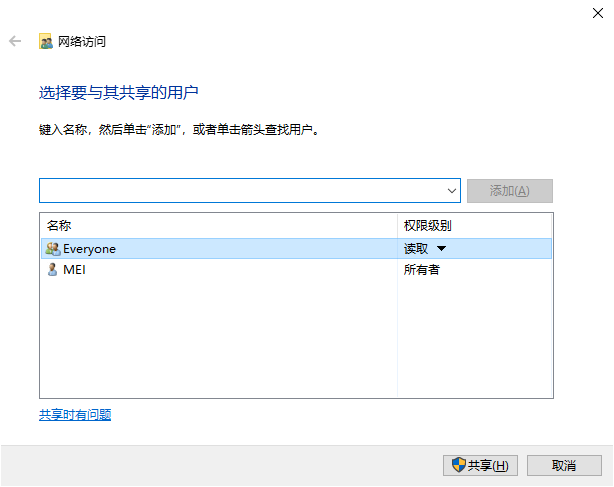 网络访问
选择要与其共享的用户
键入名称，然后单击“添加”，或者单击箭头查找用户。
添加(A)
名称 权限级别
Everyone 读取
MEI 所有者
共享时有问题
共享(H) 取消